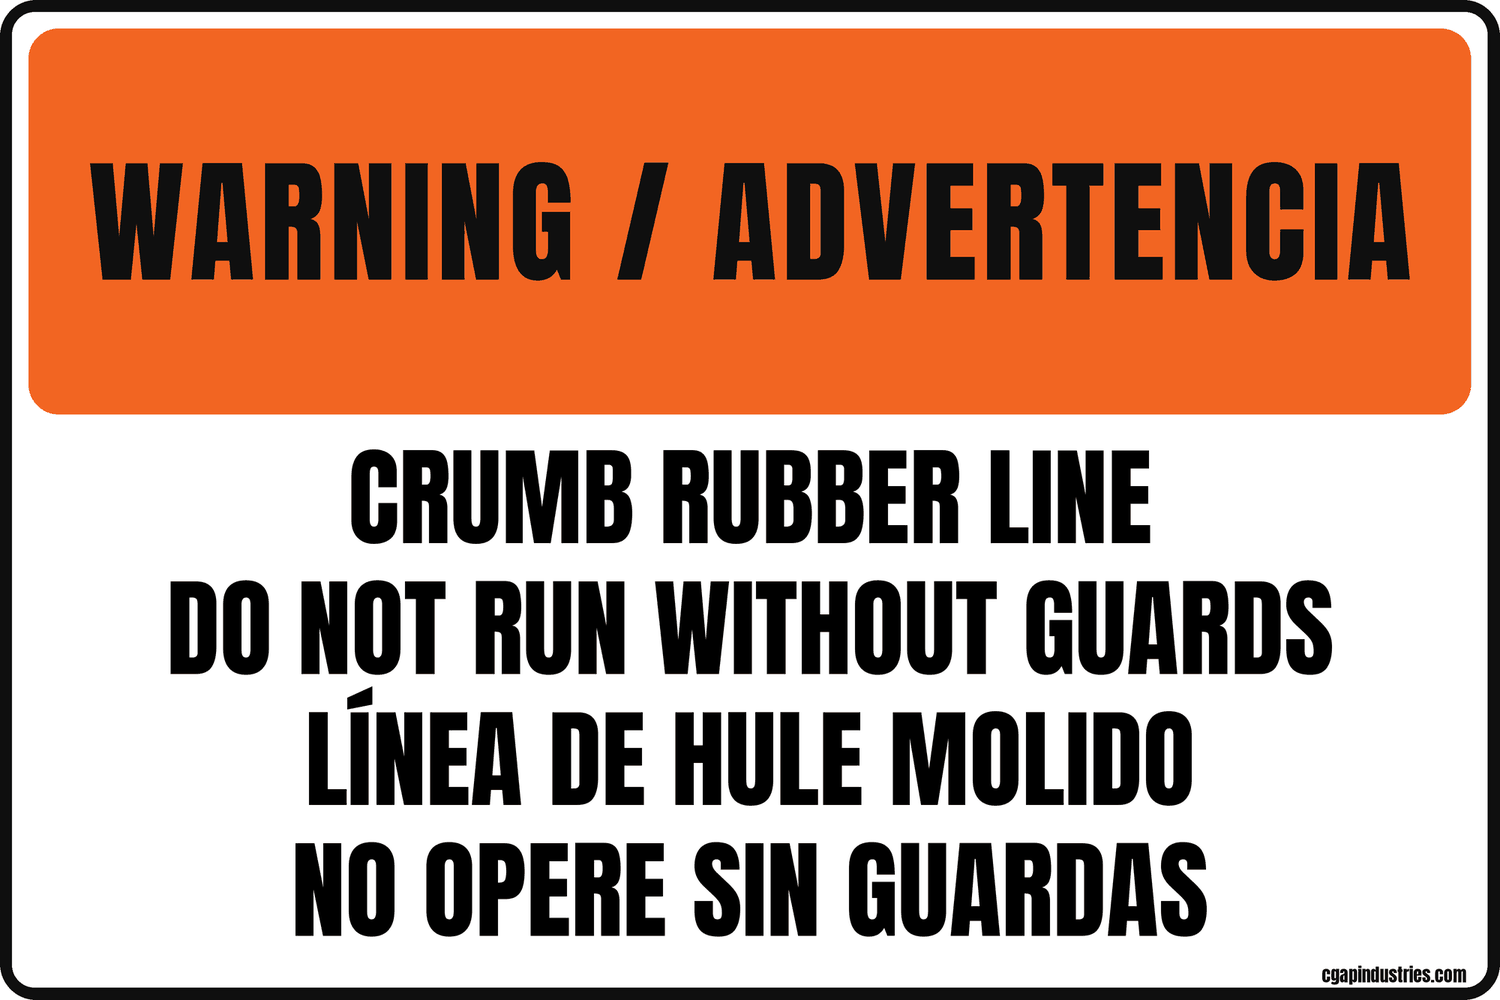 WARNING / ADVERTENCIA
CRUMB RUBBER LINE
DO NOT RUN WITHOUT GUARDS
LÍNEA DE HULE MOLIDO
NO OPERE SIN GUARDAS
cgapindustries.com